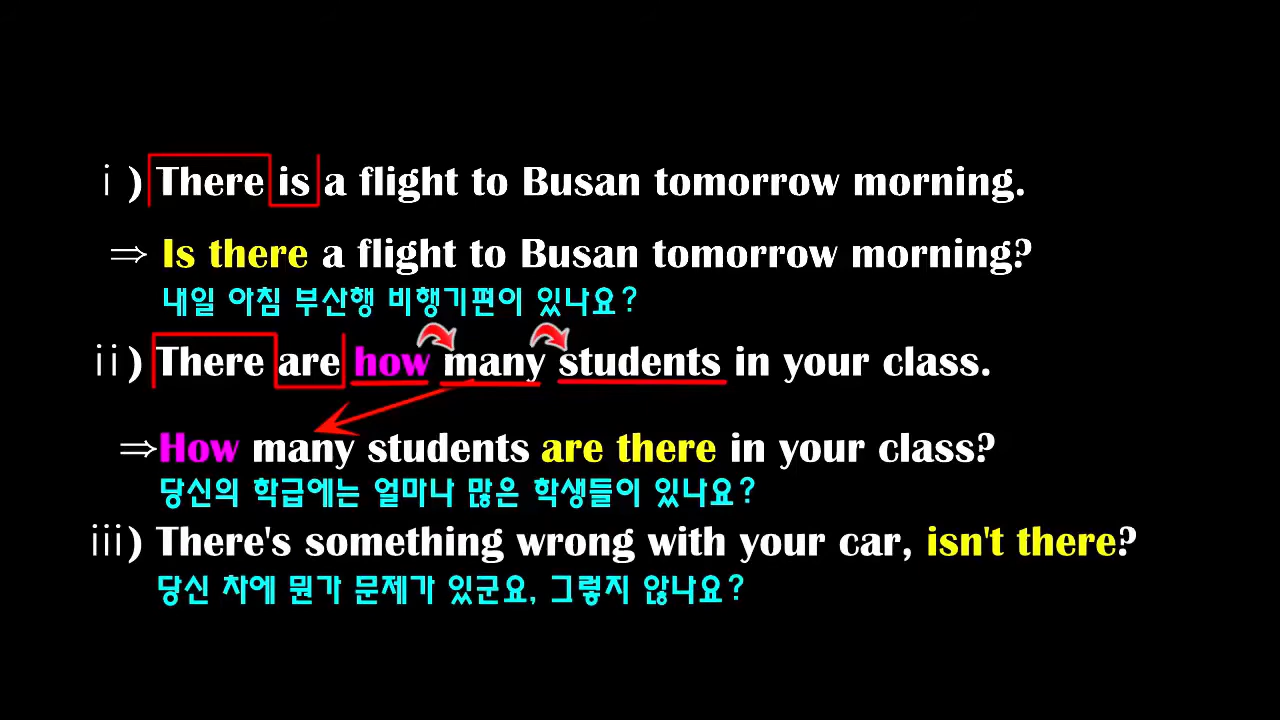 ⅰ) There is a flight to Busan tomorrow morning.
⇒ Is there a flight to Busan tomorrow morning?
내일 아침 부산행 비행기편이 있나요?
ⅱ) There are how many students in your class.
⇒How many students are there in your class?
당신의 학급에는 얼마나 많은 학생들이 있나요?
ⅲ) There's something wrong with your car, isn't there?
당신 차에 뭔가 문제가 있군요, 그렇지 않나요?